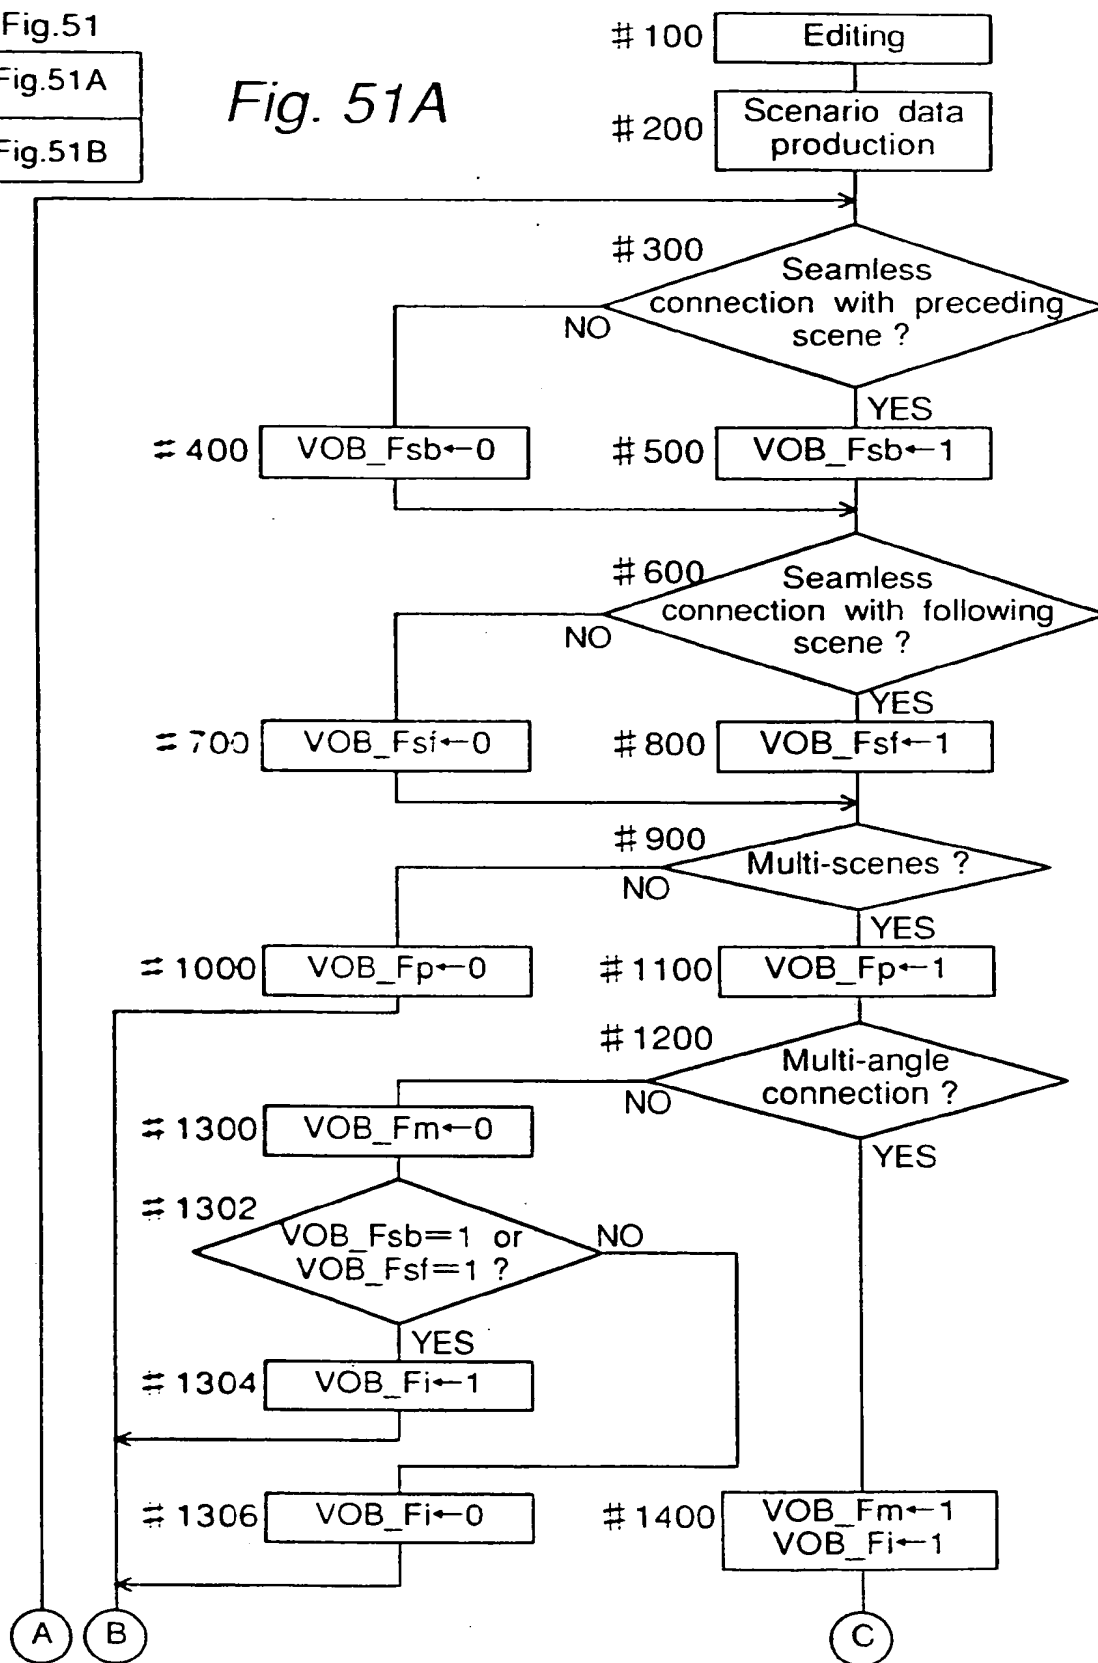 Fig.51
Fig.51A
Fig.51B
Fig. 51A
#100 Editing
#200 Scenario data
production
#300
Seamless
connection with preceding
scene ?
NO
YES
#400 VOB_Fsb←0
#500 VOB_Fsb←1
#600
Seamless
connection with following
scene ?
NO
YES
#700 VOB_Fsf←0
#800 VOB_Fsf←1
#900
Multi-scenes ?
NO
YES
#1000 VOB_Fp←0
#1100 VOB_Fp←1
#1200
Multi-angle
connection ?
NO
YES
#1300 VOB_Fm←0
#1302
VOB_Fsb=1 or
VOB_Fsf=1 ?
NO
YES
#1304 VOB_Fi←1
#1306 VOB_Fi←0
#1400 VOB_Fm←1
VOB_Fi←1
A
B
C